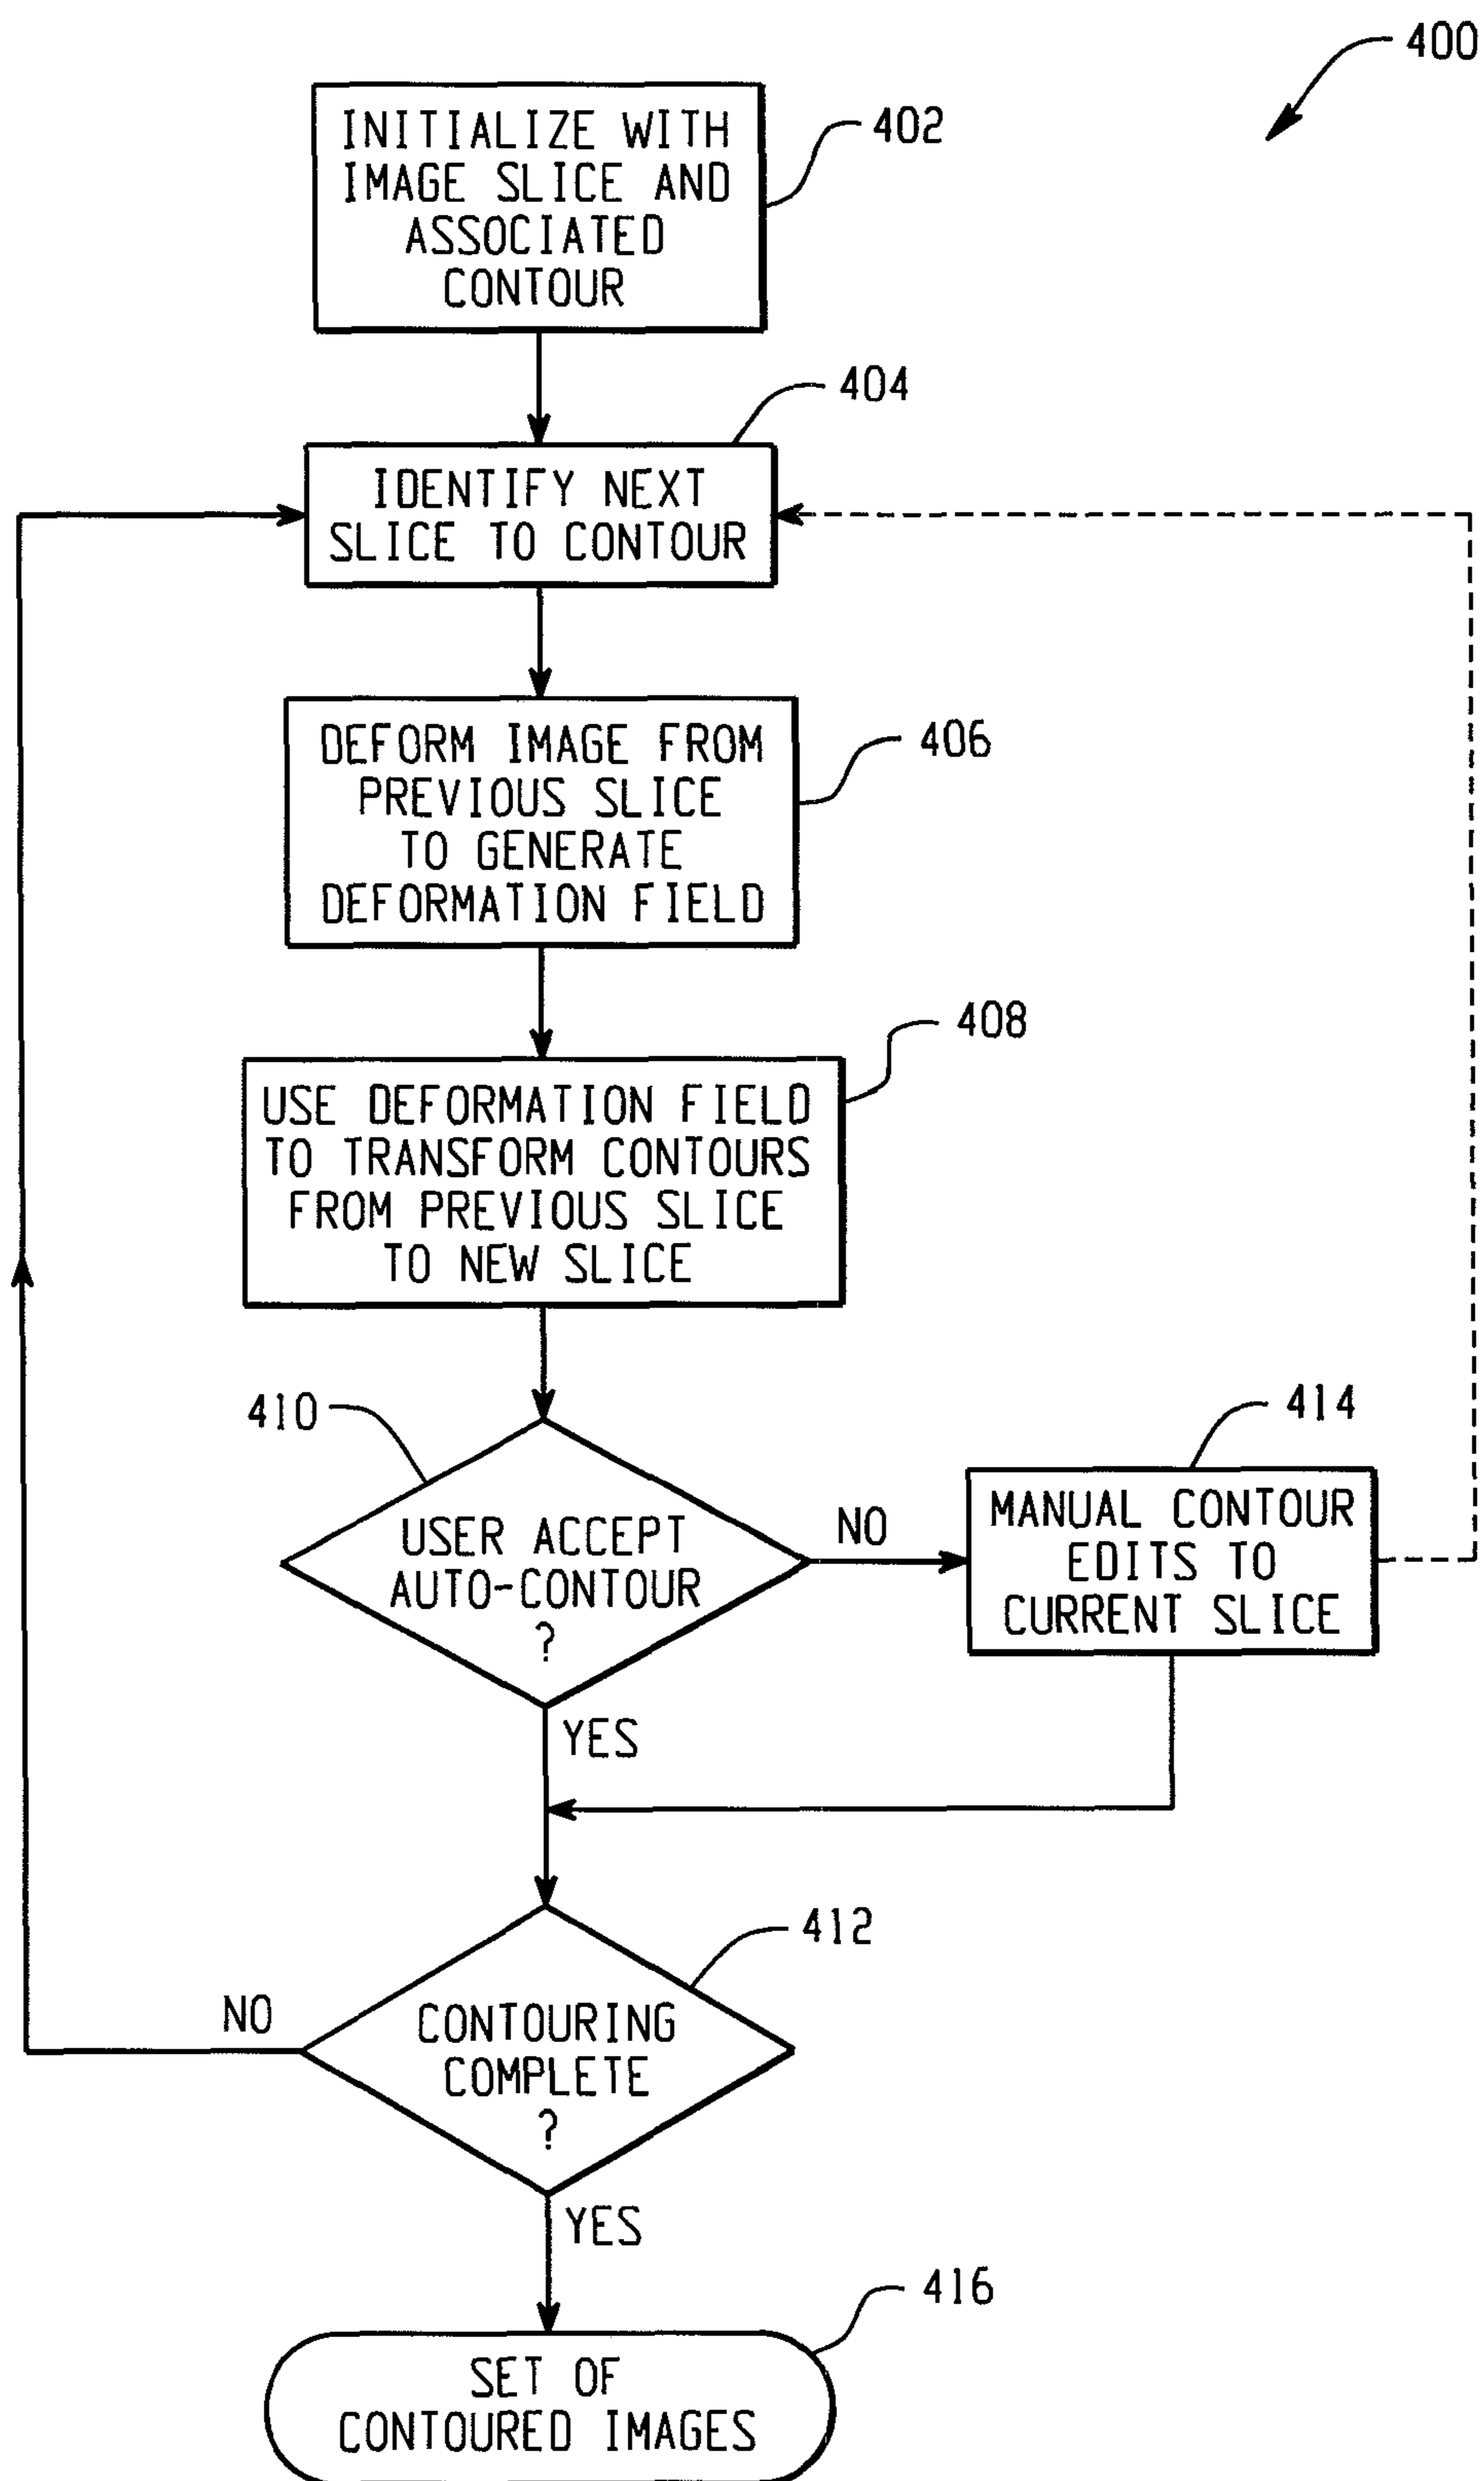 400
INITIALIZE WITH
IMAGE SLICE AND
ASSOCIATED
CONTOUR
402
404
IDENTIFY NEXT
SLICE TO CONTOUR
DEFORM IMAGE FROM
PREVIOUS SLICE
TO GENERATE
DEFORMATION FIELD
406
408
USE DEFORMATION FIELD
TO TRANSFORM CONTOURS
FROM PREVIOUS SLICE
TO NEW SLICE
410
USER ACCEPT
AUTO-CONTOUR
?
NO
414
MANUAL CONTOUR
EDITS TO
CURRENT SLICE
YES
412
CONTOURING
COMPLETE
?
NO
YES
416
SET OF
CONTOURED IMAGES